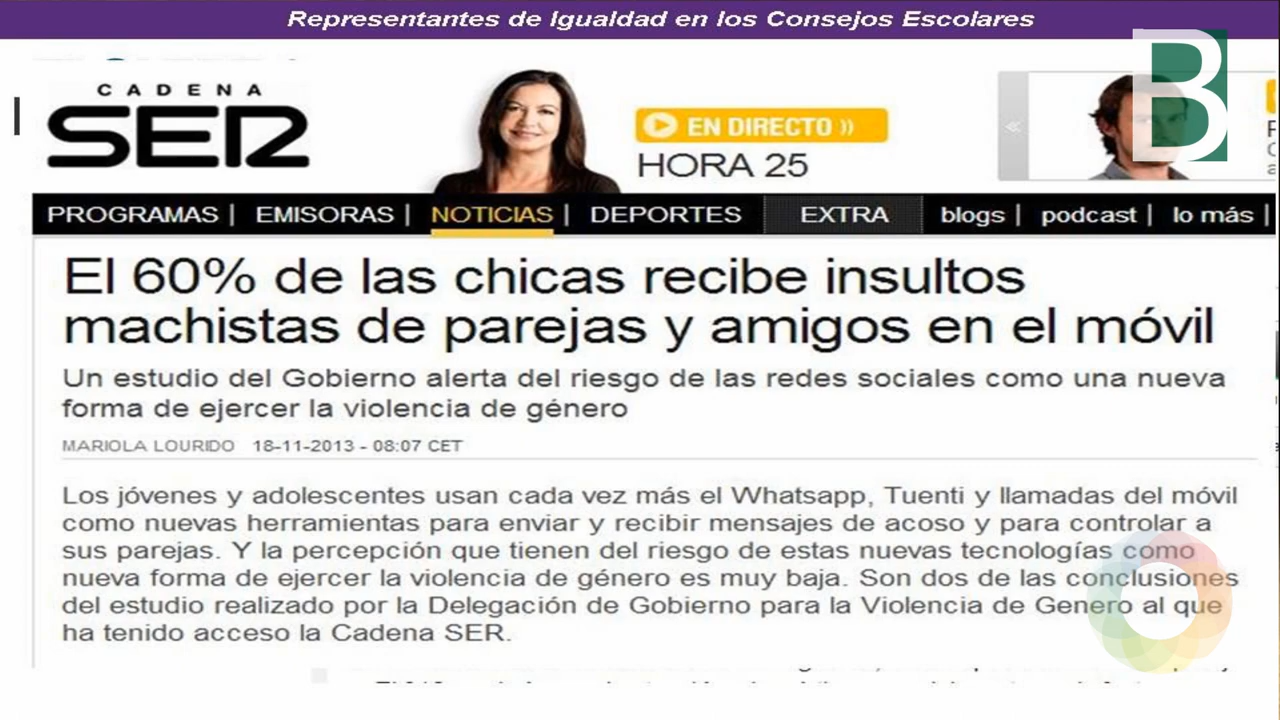 Representantes de Igualdad en los Consejos Escolares
B
CADENA
SER
EN DIRECTO
HORA 25
PROGRAMAS | EMISORAS | NOTICIAS | DEPORTES EXTRA blogs | podcast | lo más |
El 60% de las chicas recibe insultos
machistas de parejas y amigos en el móvil
Un estudio del Gobierno alerta del riesgo de las redes sociales como una nueva
forma de ejercer la violencia de género
MARIOLA LOURIDO 18-11-2013 - 08:07 CET
Los jóvenes y adolescentes usan cada vez más el Whatsapp, Tuenti y llamadas del móvil
como nuevas herramientas para enviar y recibir mensajes de acoso y para controlar a
sus parejas. Y la percepción que tienen del riesgo de estas nuevas tecnologías como
nueva forma de ejercer la violencia de género es muy baja. Son dos de las conclusiones
del estudio realizado por la Delegación de Gobierno para la Violencia de Genero al que
ha tenido acceso la Cadena SER.